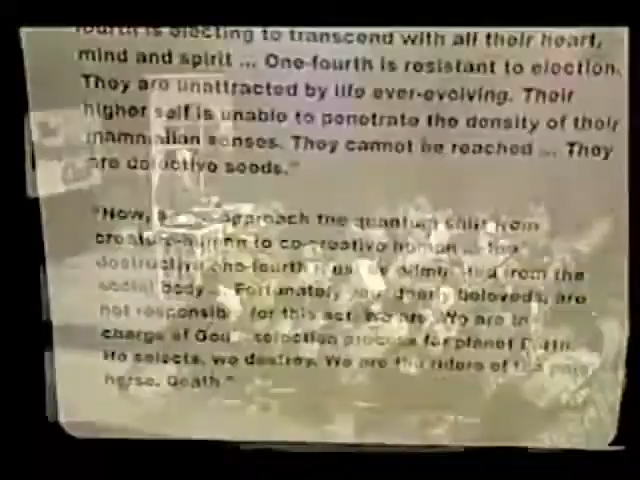 fourth is electing to transcend with all their heart,
mind and spirit ... One-fourth is resistant to election.
They are unattracted by life ever-evolving. Their
higher self is unable to penetrate the density of their
mammalian senses. They cannot be reached ... They
are defective seeds."
"Now, as we approach the quantum shift from
creature-human to co-creative human ... the
destructive one-fourth must be eliminated from the
social body ... Fortunately you, dearly beloveds, are
not responsible for this act. We are. We are in
charge of God's selection process for planet Earth.
He selects, we destroy. We are the riders of the pale
horse, Death."